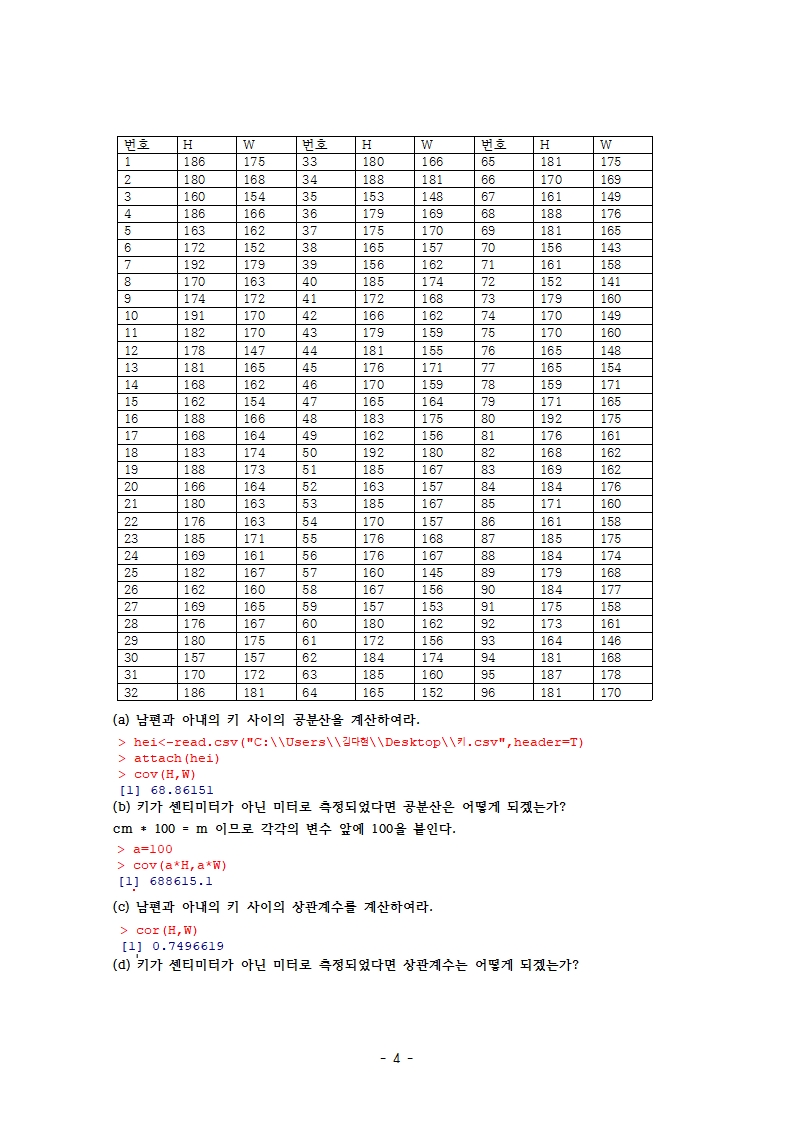 번호 H W 번호 H W 번호 H W
1 186 175 33 180 166 65 181 175
2 180 168 34 188 181 66 170 169
3 160 154 35 153 148 67 161 149
4 186 166 36 179 169 68 188 176
5 163 162 37 175 170 69 181 165
6 172 152 38 165 157 70 156 143
7 192 179 39 156 162 71 161 158
8 170 163 40 185 174 72 152 141
9 174 172 41 172 168 73 179 160
10 191 170 42 166 162 74 170 149
11 182 170 43 179 159 75 170 160
12 178 147 44 181 155 76 165 148
13 181 165 45 176 171 77 165 154
14 168 162 46 170 159 78 159 171
15 162 154 47 165 164 79 171 165
16 188 166 48 183 175 80 192 175
17 168 164 49 162 156 81 176 161
18 183 174 50 192 180 82 168 162
19 188 173 51 185 167 83 169 162
20 166 164 52 163 157 84 184 176
21 180 163 53 185 167 85 171 160
22 176 163 54 170 157 86 161 158
23 185 171 55 176 168 87 185 175
24 169 161 56 176 167 88 184 174
25 182 167 57 160 145 89 179 168
26 162 160 58 167 156 90 184 177
27 169 165 59 157 153 91 175 158
28 176 167 60 180 162 92 173 161
29 180 175 61 172 156 93 164 146
30 157 157 62 184 174 94 181 168
31 170 172 63 185 160 95 187 178
32 186 181 64 165 152 96 181 170
(a) 남편과 아내의 키 사이의 공분산을 계산하여라.
> hei<-read.csv("C:\\Users\\김다현\\Desktop\\키.csv",header=T)
> attach(hei)
> cov(H,W)
[1] 68.86151
(b) 키가 센티미터가 아닌 미터로 측정되었다면 공분산은 어떻게 되겠는가?
cm * 100 = m 이므로 각각의 변수 앞에 100을 붙인다.
> a=100
> cov(a*H,a*W)
[1] 688615.1
(c) 남편과 아내의 키 사이의 상관계수를 계산하여라.
> cor(H,W)
[1] 0.7496619
(d) 키가 센티미터가 아닌 미터로 측정되었다면 상관계수는 어떻게 되겠는가?
- 4 -